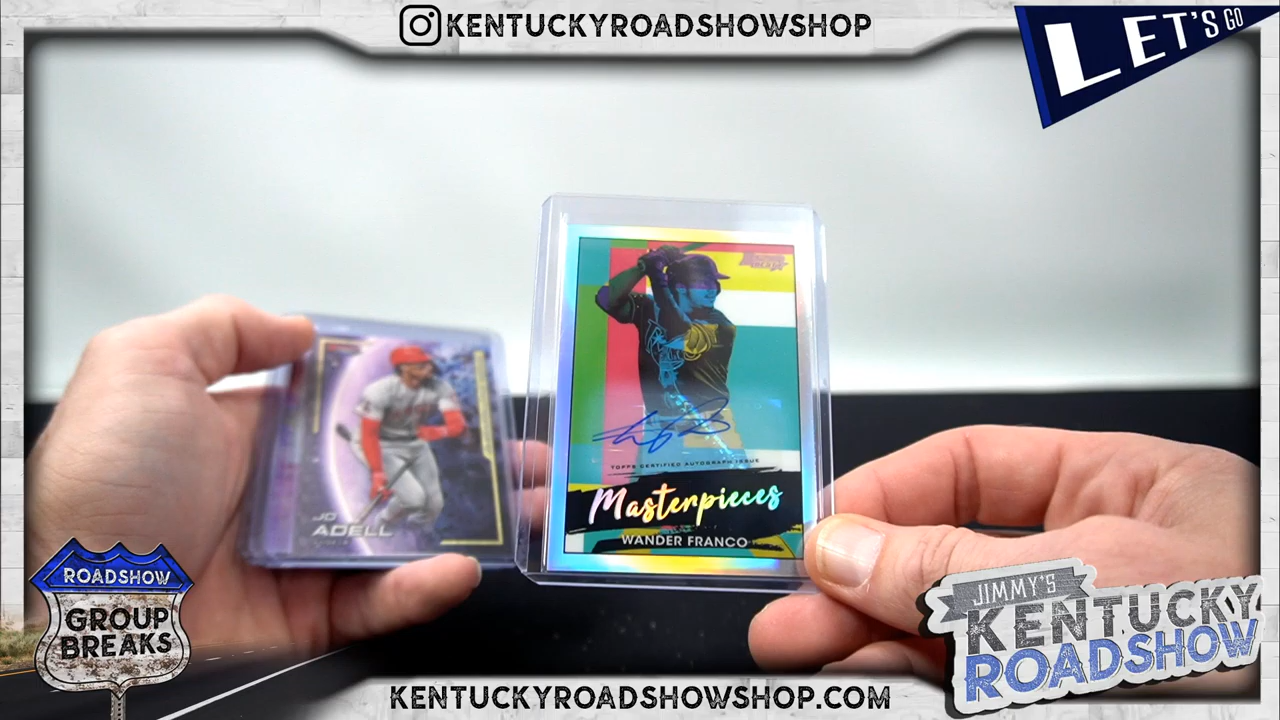 KENTUCKYROADSHOWSHOP
LET'S GO
JO
ADELL
TOPPS CERTIFIED AUTOGRAPH ISSUE
Masterpieces
WANDER FRANCO
ROADSHOW
GROUP
BREAKS
JIMMY'S
KENTUCKY
ROADSHOW
KENTUCKYROADSHOWSHOP.COM